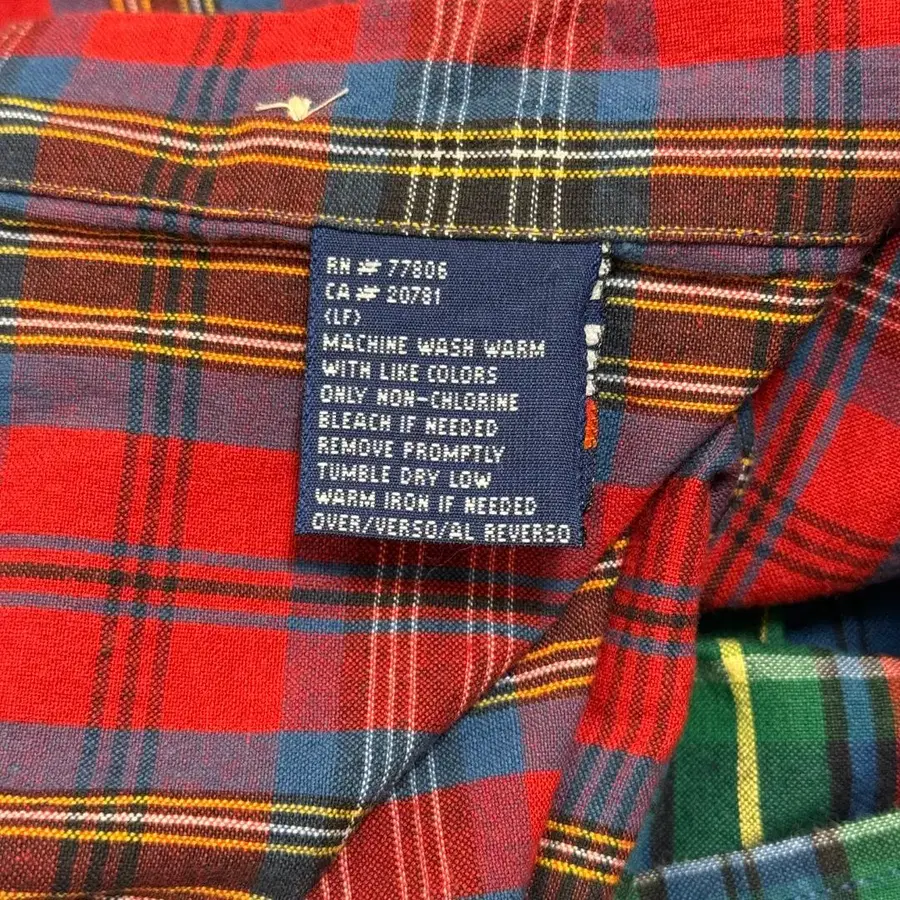 RN # 77806
CA # 20781
(LF)
MACHINE WASH WARM
WITH LIKE COLORS
ONLY NON-CHLORINE
BLEACH IF NEEDED
REMOVE PROMPTLY
TUMBLE DRY LOW
WARM IRON IF NEEDED
OVER/VERSO/AL REVERSO